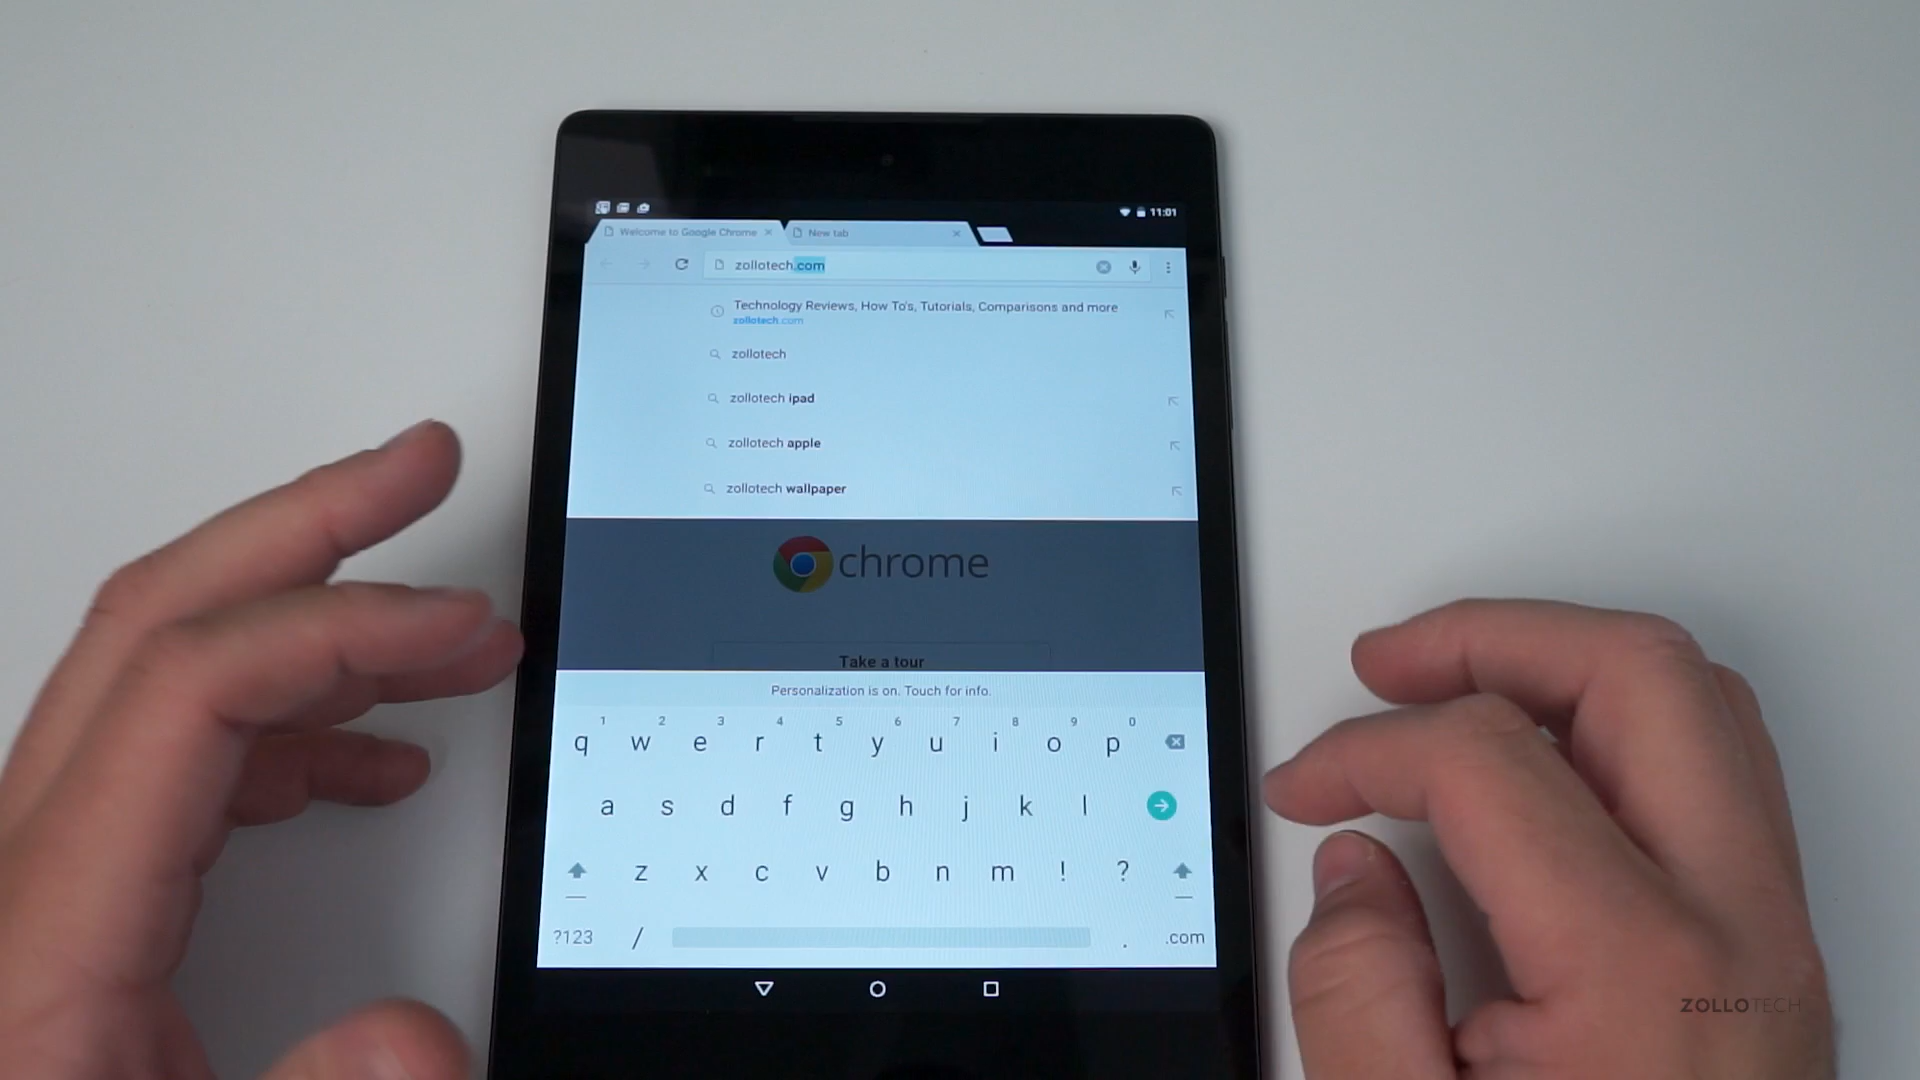 11:01
Welcome to Google Chrome
New tab
zollotech.com
Technology Reviews, How To's, Tutorials, Comparisons and more
zollotech.com
zollotech
zollotech ipad
zollotech apple
zollotech wallpaper
chrome
Take a tour
Personalization is on. Touch for info.
1 2 3 4 5 6 7 8 9 0
q w e r t y u i o p
a s d f g h j k l
z x c v b n m ! ?
?123 / . .com
ZOLLOTECH